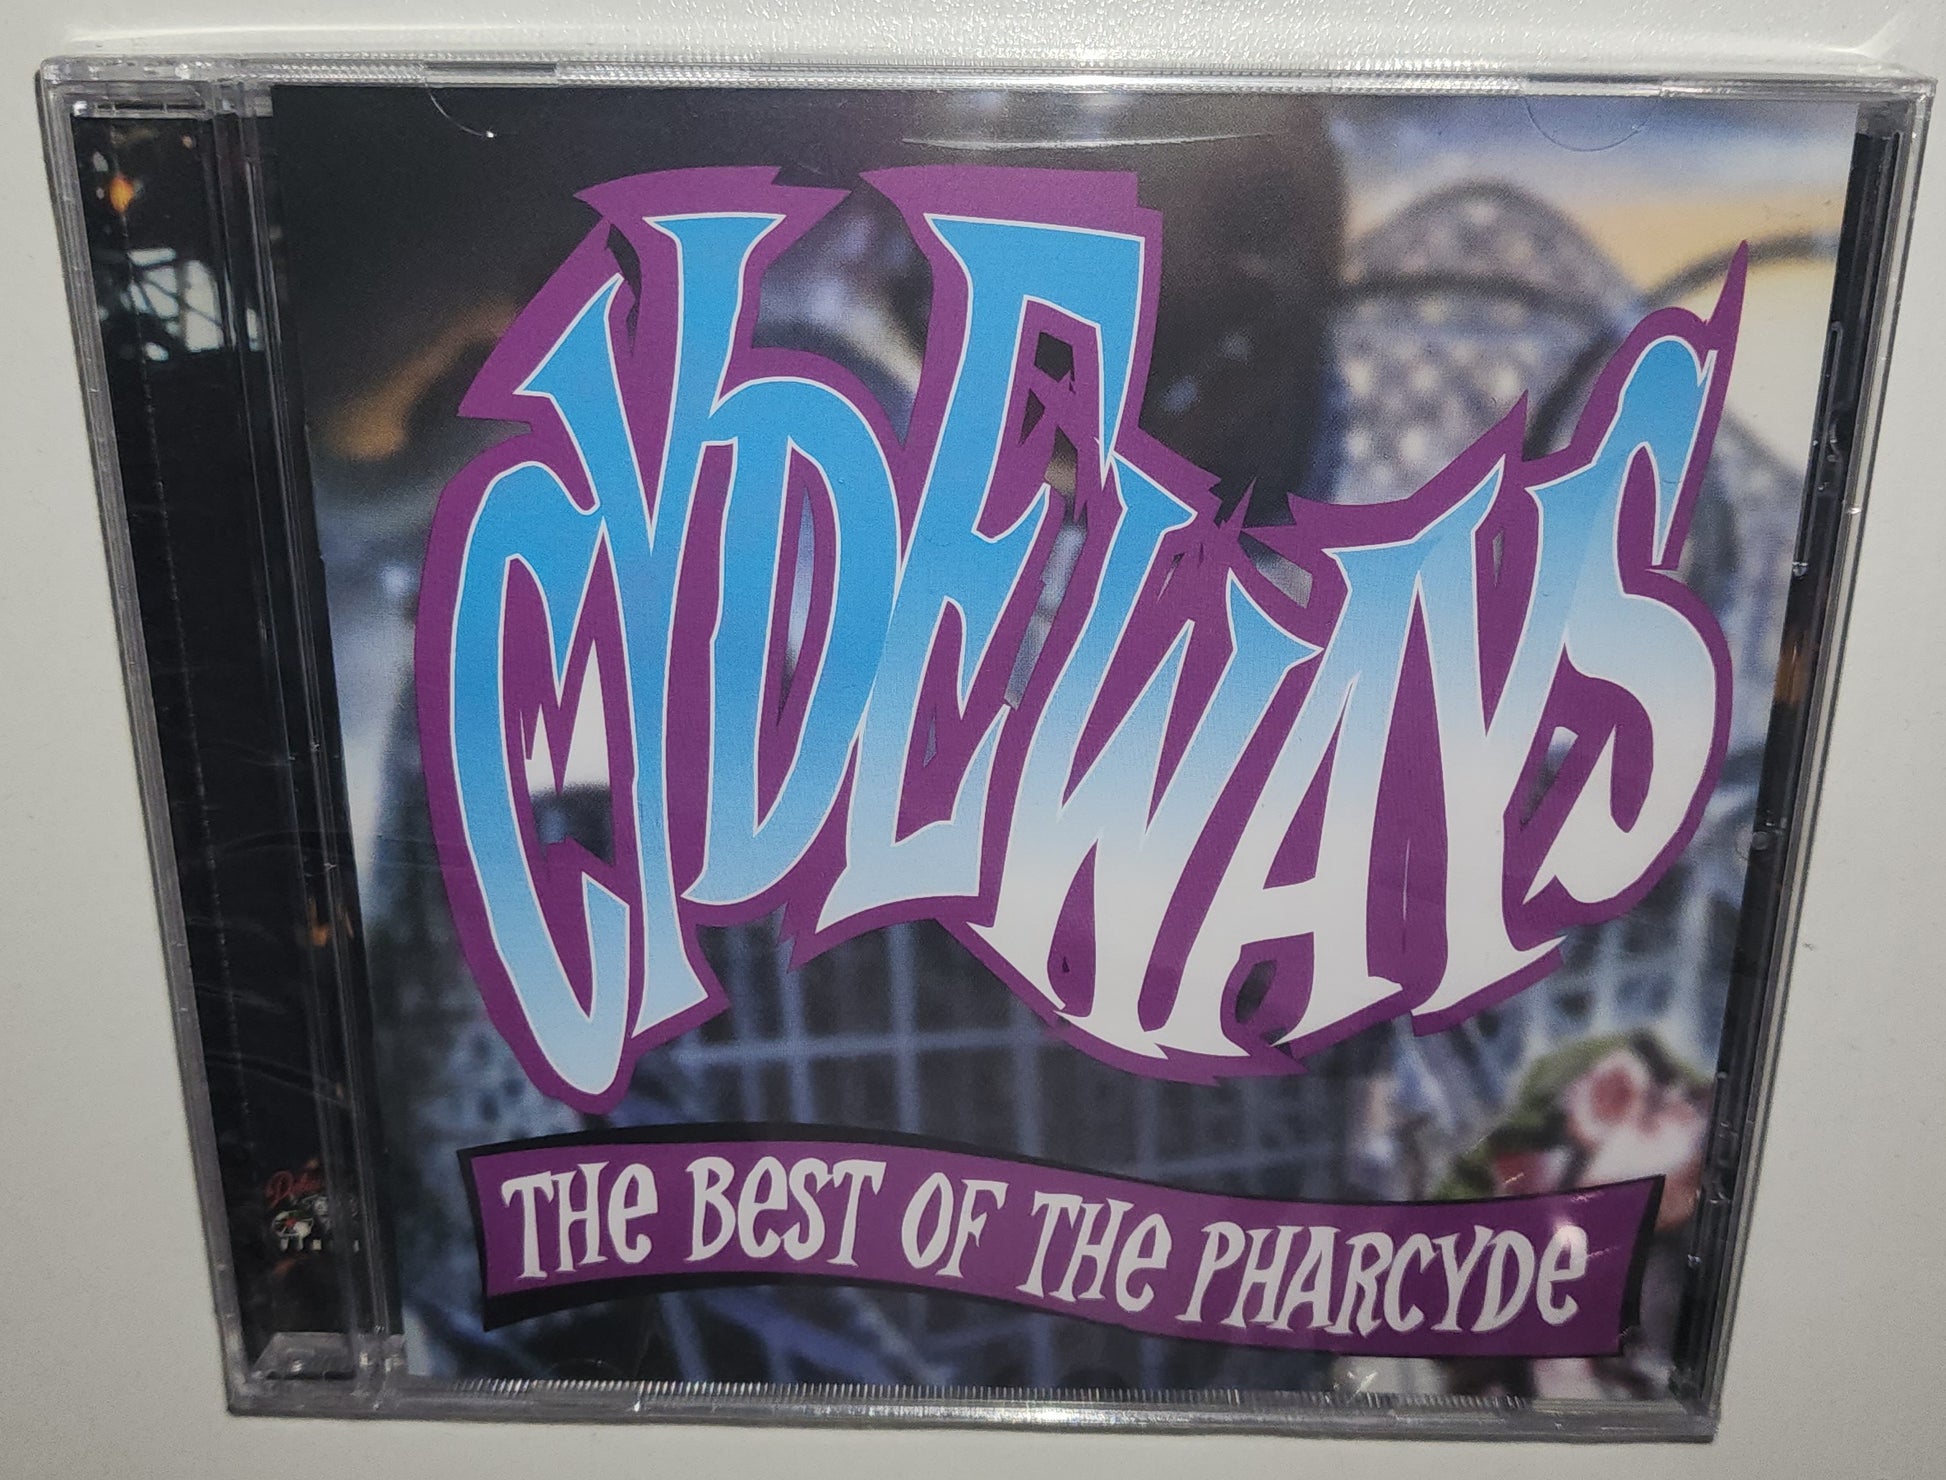 CYDEWAYS
THE BEST OF THE PHARCYDE